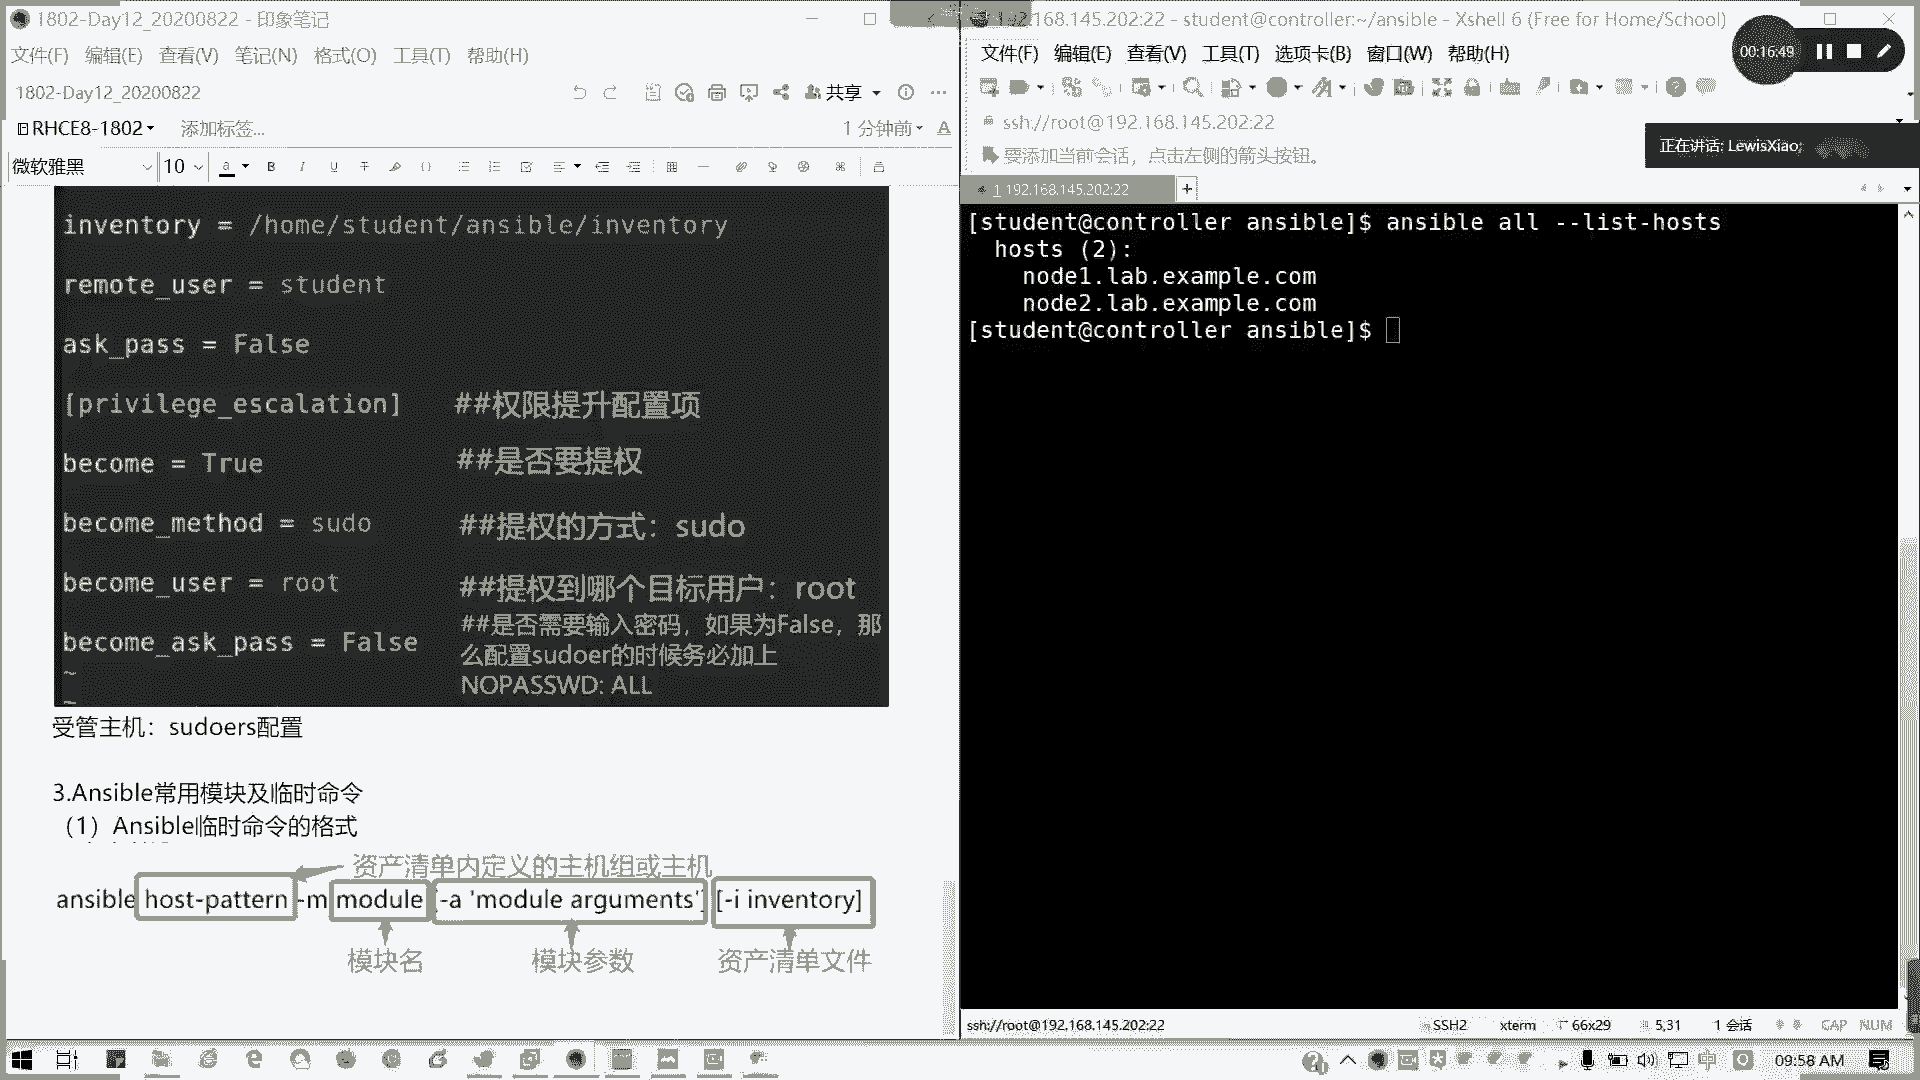 1802-Day12_20200822 - 印象笔记
文件(F) 编辑(E) 查看(V) 笔记(N) 格式(O) 工具(T) 帮助(H)
1802-Day12_20200822
共享
RHCE8-1802
添加标签...
1 分钟前
微软雅黑
10
inventory = /home/student/ansible/inventory
remote_user = student
ask_pass = False
[privilege_escalation] ##权限提升配置项
become = True ##是否要提权
become_method = sudo ##提权的方式：sudo
become_user = root ##提权到哪个目标用户：root
become_ask_pass = False
##是否需要输入密码，如果为False，那
么配置sudoer的时候务必加上
NOPASSWD: ALL
~
~
受管主机：sudoers配置
3.Ansible常用模块及临时命令
（1）Ansible临时命令的格式
资产清单内定义的主机组或主机
ansible host-pattern -m module [-a 'module arguments'] [-i inventory]
模块名 模块参数 资产清单文件
192.168.145.202:22 - student@controller:~/ansible - Xshell 6 (Free for Home/School)
文件(F) 编辑(E) 查看(V) 工具(T) 选项卡(B) 窗口(W) 帮助(H)
00:16:49
ssh://root@192.168.145.202:22
正在讲话: LewisXiao;
要添加当前会话，点击左侧的箭头按钮。
1 192.168.145.202:22
[student@controller ansible]$ ansible all --list-hosts
hosts (2):
node1.lab.example.com
node2.lab.example.com
[student@controller ansible]$
ssh://root@192.168.145.202:22
SSH2 xterm 66x29 5,31 1 会话 CAP NUM
中
09:58 AM